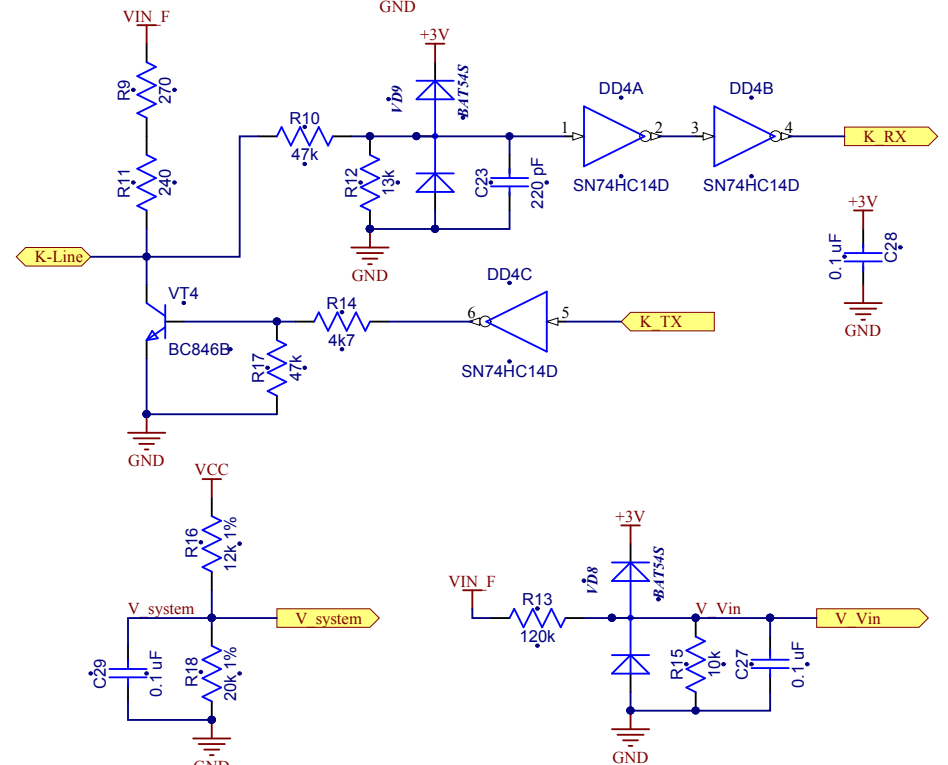 GND
VIN_F
R9
270
R11
240
+3V
VD9
BAT54S
R10
47k
R12
13k
C23
220 pF
DD4A
1
2
SN74HC14D
DD4B
3
4
SN74HC14D
K_RX
K-Line
+3V
0.1 uF
C28
GND
GND
VT4
BC846B
R14
4k7
R17
47k
DD4C
6
5
SN74HC14D
K_TX
GND
VCC
R16
12k 1%
V_system
V_system
C29
0.1 uF
R18
20k 1%
GND
+3V
VD8
BAT54S
VIN_F
R13
120k
V_Vin
V_Vin
R15
10k
C27
0.1 uF
GND